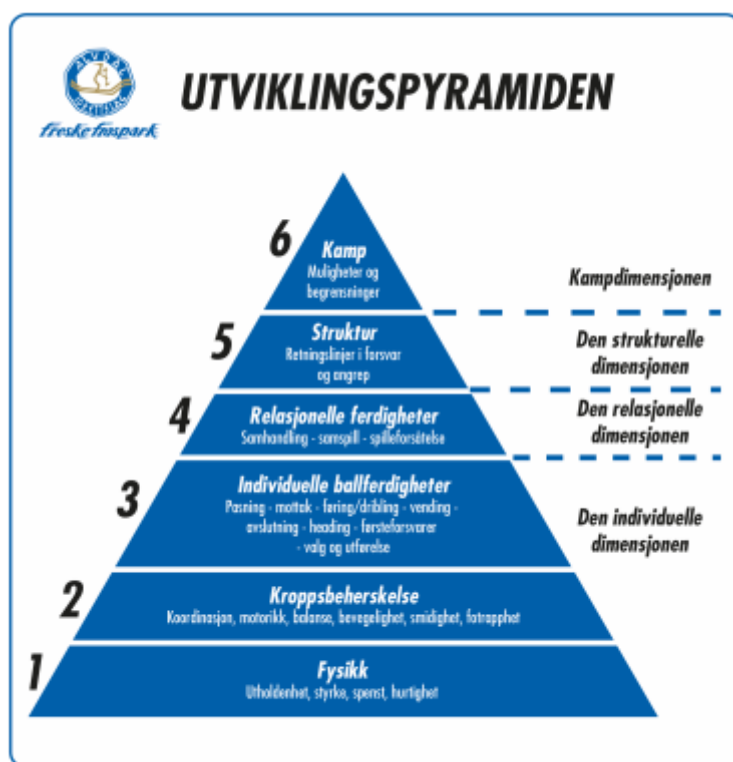 ALVDAL
IDRETTSLAG
Freske fraspark
UTVIKLINGSPYRAMIDEN
6
Kamp
Muligheter og
begrensninger
Kampdimensjonen
5
Struktur
Retningslinjer i forsvar
og angrep
Den strukturelle
dimensjonen
4
Relasjonelle ferdigheter
Samhandling - samspill - spilleforståelse
Den relasjonelle
dimensjonen
3
Individuelle ballferdigheter
Pasning - mottak - føring/dribling - vending -
avslutning - heading - førsteforsvarer
- valg og utførelse
Den individuelle
dimensjonen
2
Kroppsbeherskelse
Koordinasjon, motorikk, balanse, bevegelighet, smidighet, fotrapphet
1
Fysikk
Utholdenhet, styrke, spenst, hurtighet